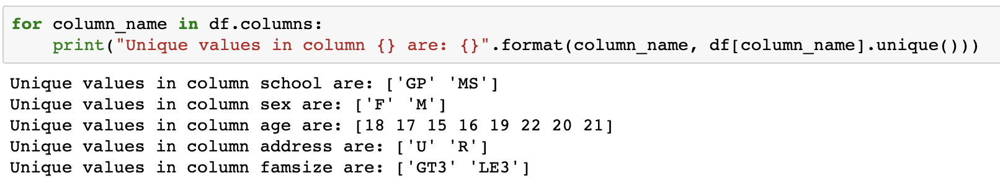 for column_name in df.columns:
    print("Unique values in column {} are: {}".format(column_name, df[column_name].unique()))
Unique values in column school are: ['GP' 'MS']
Unique values in column sex are: ['F' 'M']
Unique values in column age are: [18 17 15 16 19 22 20 21]
Unique values in column address are: ['U' 'R']
Unique values in column famsize are: ['GT3' 'LE3']